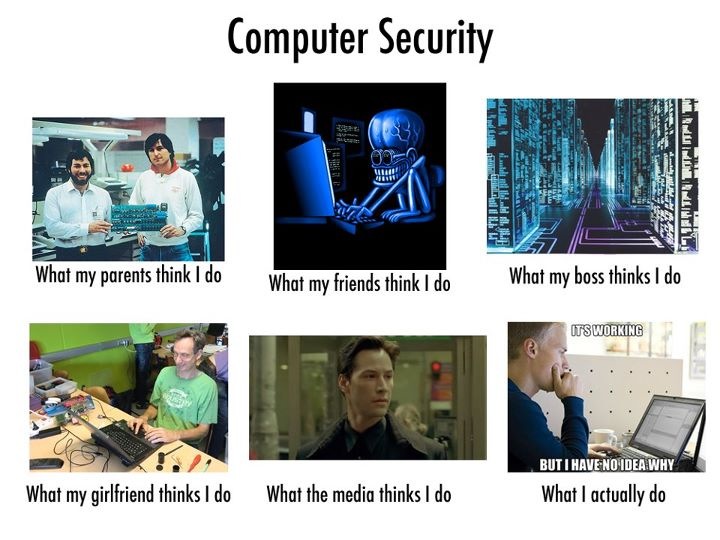 Computer Security
What my parents think I do
What my friends think I do
What my boss thinks I do
IT'S WORKING
BUT I HAVE NO IDEA WHY
What my girlfriend thinks I do
What the media thinks I do
What I actually do